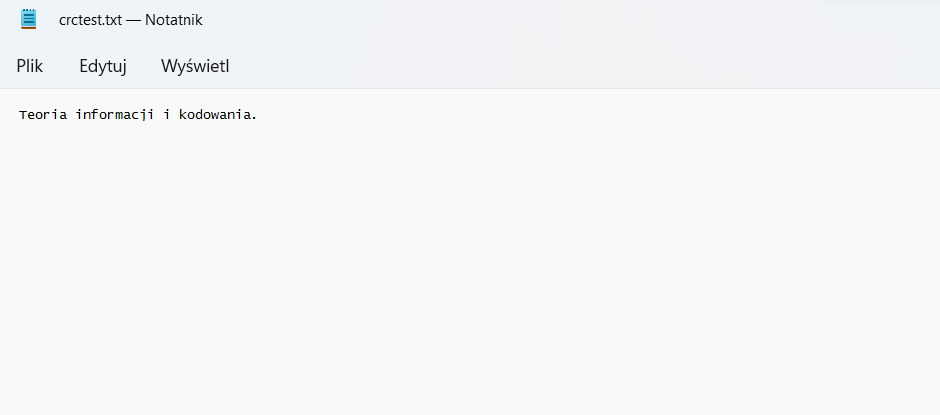 crctest.txt — Notatnik
Plik Edytuj Wyświetl
Teoria informacji i kodowania.